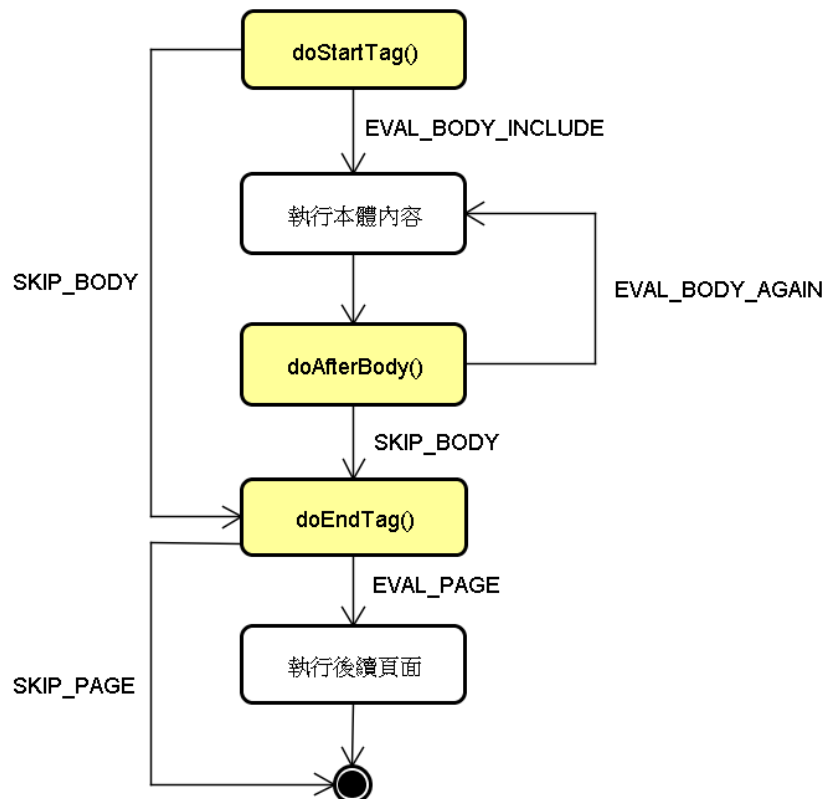 doStartTag()
EVAL_BODY_INCLUDE
執行本體內容
SKIP_BODY
EVAL_BODY_AGAIN
doAfterBody()
SKIP_BODY
doEndTag()
EVAL_PAGE
執行後續頁面
SKIP_PAGE